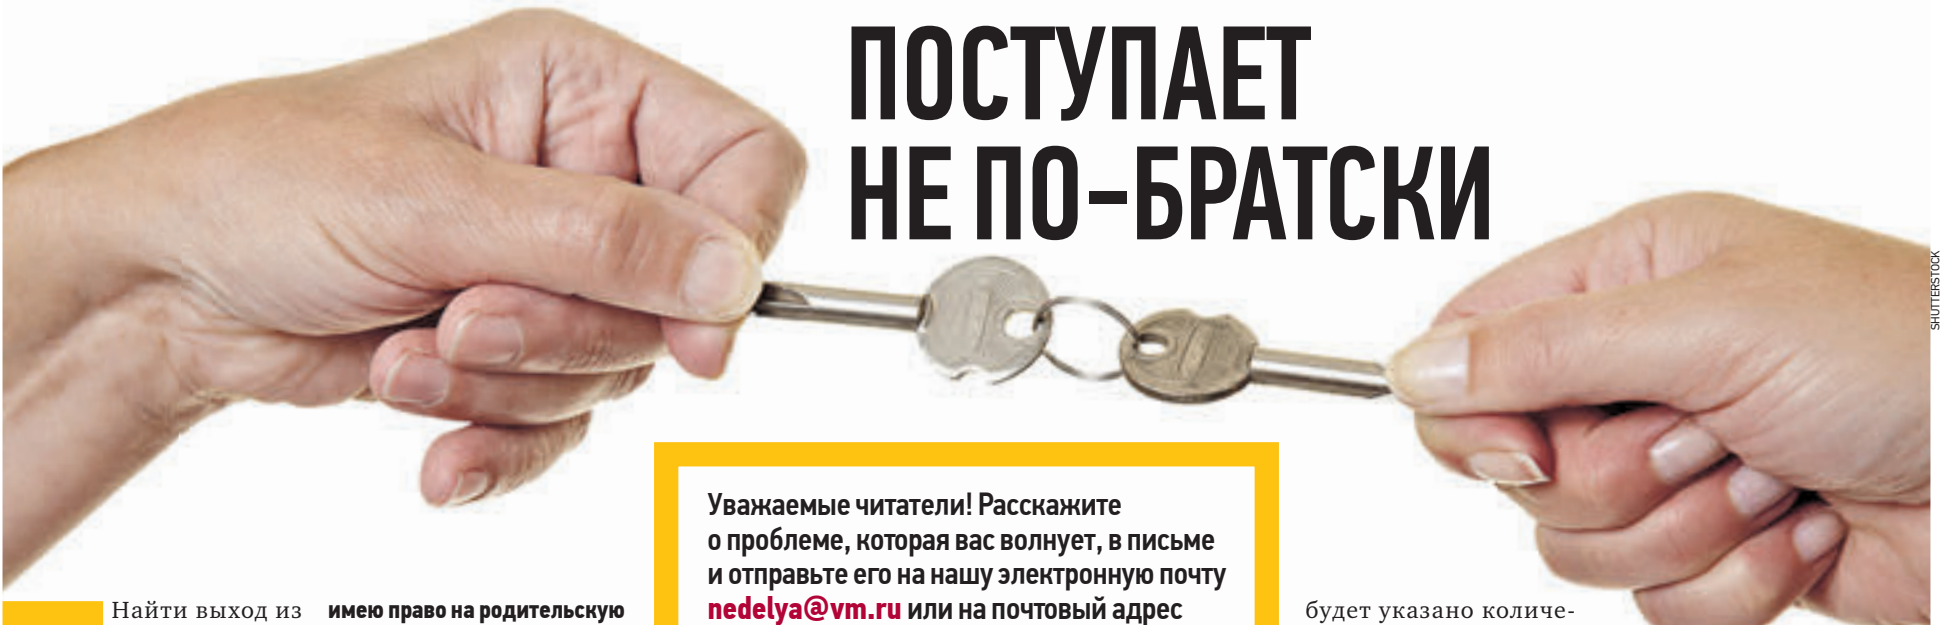 ПОСТУПАЕТ
НЕ ПО-БРАТСКИ
SHUTTERSTOCK
Уважаемые читатели! Расскажите
о проблеме, которая вас волнует, в письме
и отправьте его на нашу электронную почту
nedelya@vm.ru или на почтовый адрес
Найти выход из
имею право на родительскую
будет указано количе-